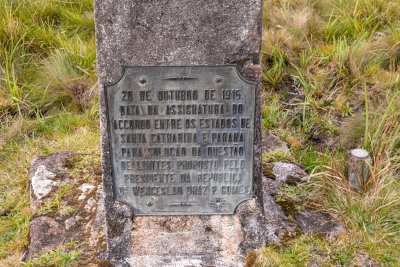 20 DE OUTUBRO DE 1916.
DATA DA ASSIGNATURA DO
ACCORDO ENTRE OS ESTADOS DE
SANTA CATHARINA E PARANÁ
PARA SOLUÇÃO DA QUESTÃO
DE LIMITES, PROPOSTO PELO
PRESIDENTE DA REPUBLICA
Dr WENCESLAU BRAZ P. GOMES.